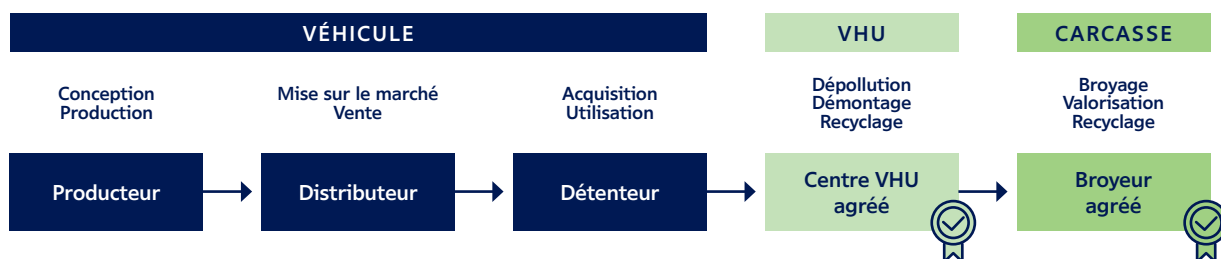 VÉHICULE
VHU
CARCASSE
Conception
Production
Mise sur le marché
Vente
Acquisition
Utilisation
Dépollution
Démontage
Recyclage
Broyage
Valorisation
Recyclage
Producteur
Distributeur
Détenteur
Centre VHU
agréé
Broyeur
agréé